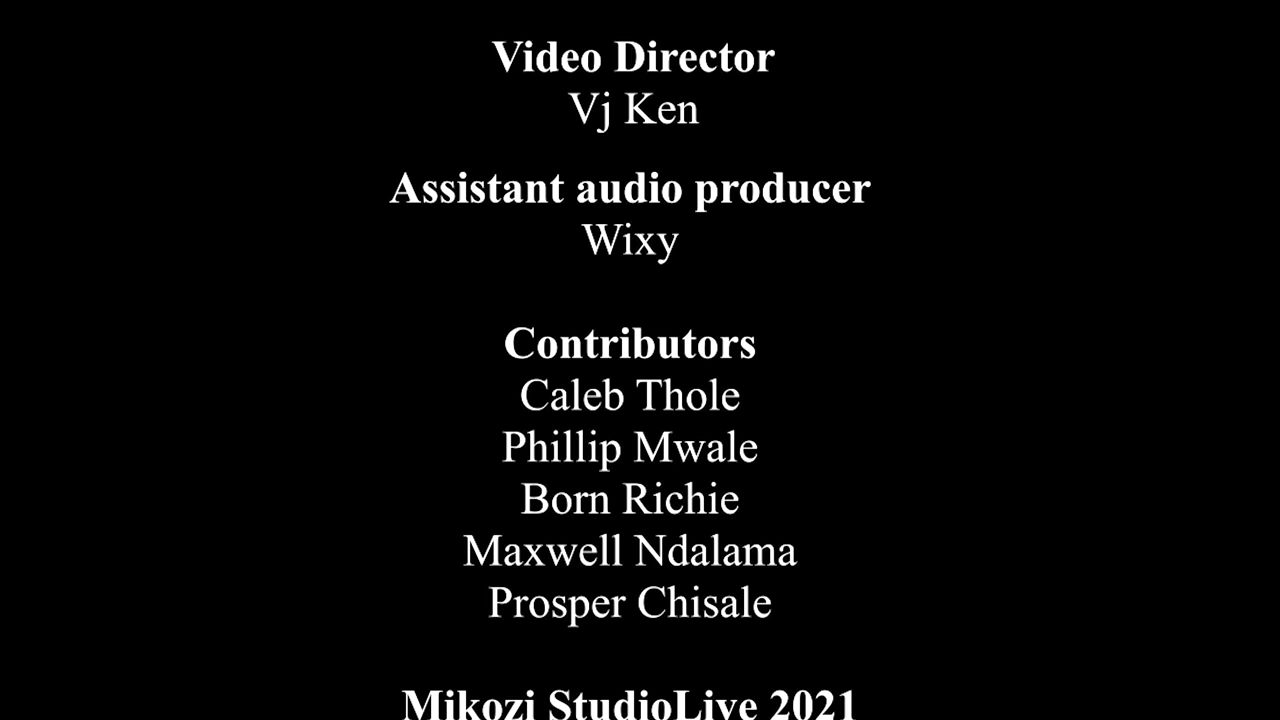 Video Director
Vj Ken
Assistant audio producer
Wixy
Contributors
Caleb Thole
Phillip Mwale
Born Richie
Maxwell Ndalama
Prosper Chisale
Mikozi StudioLive 2021